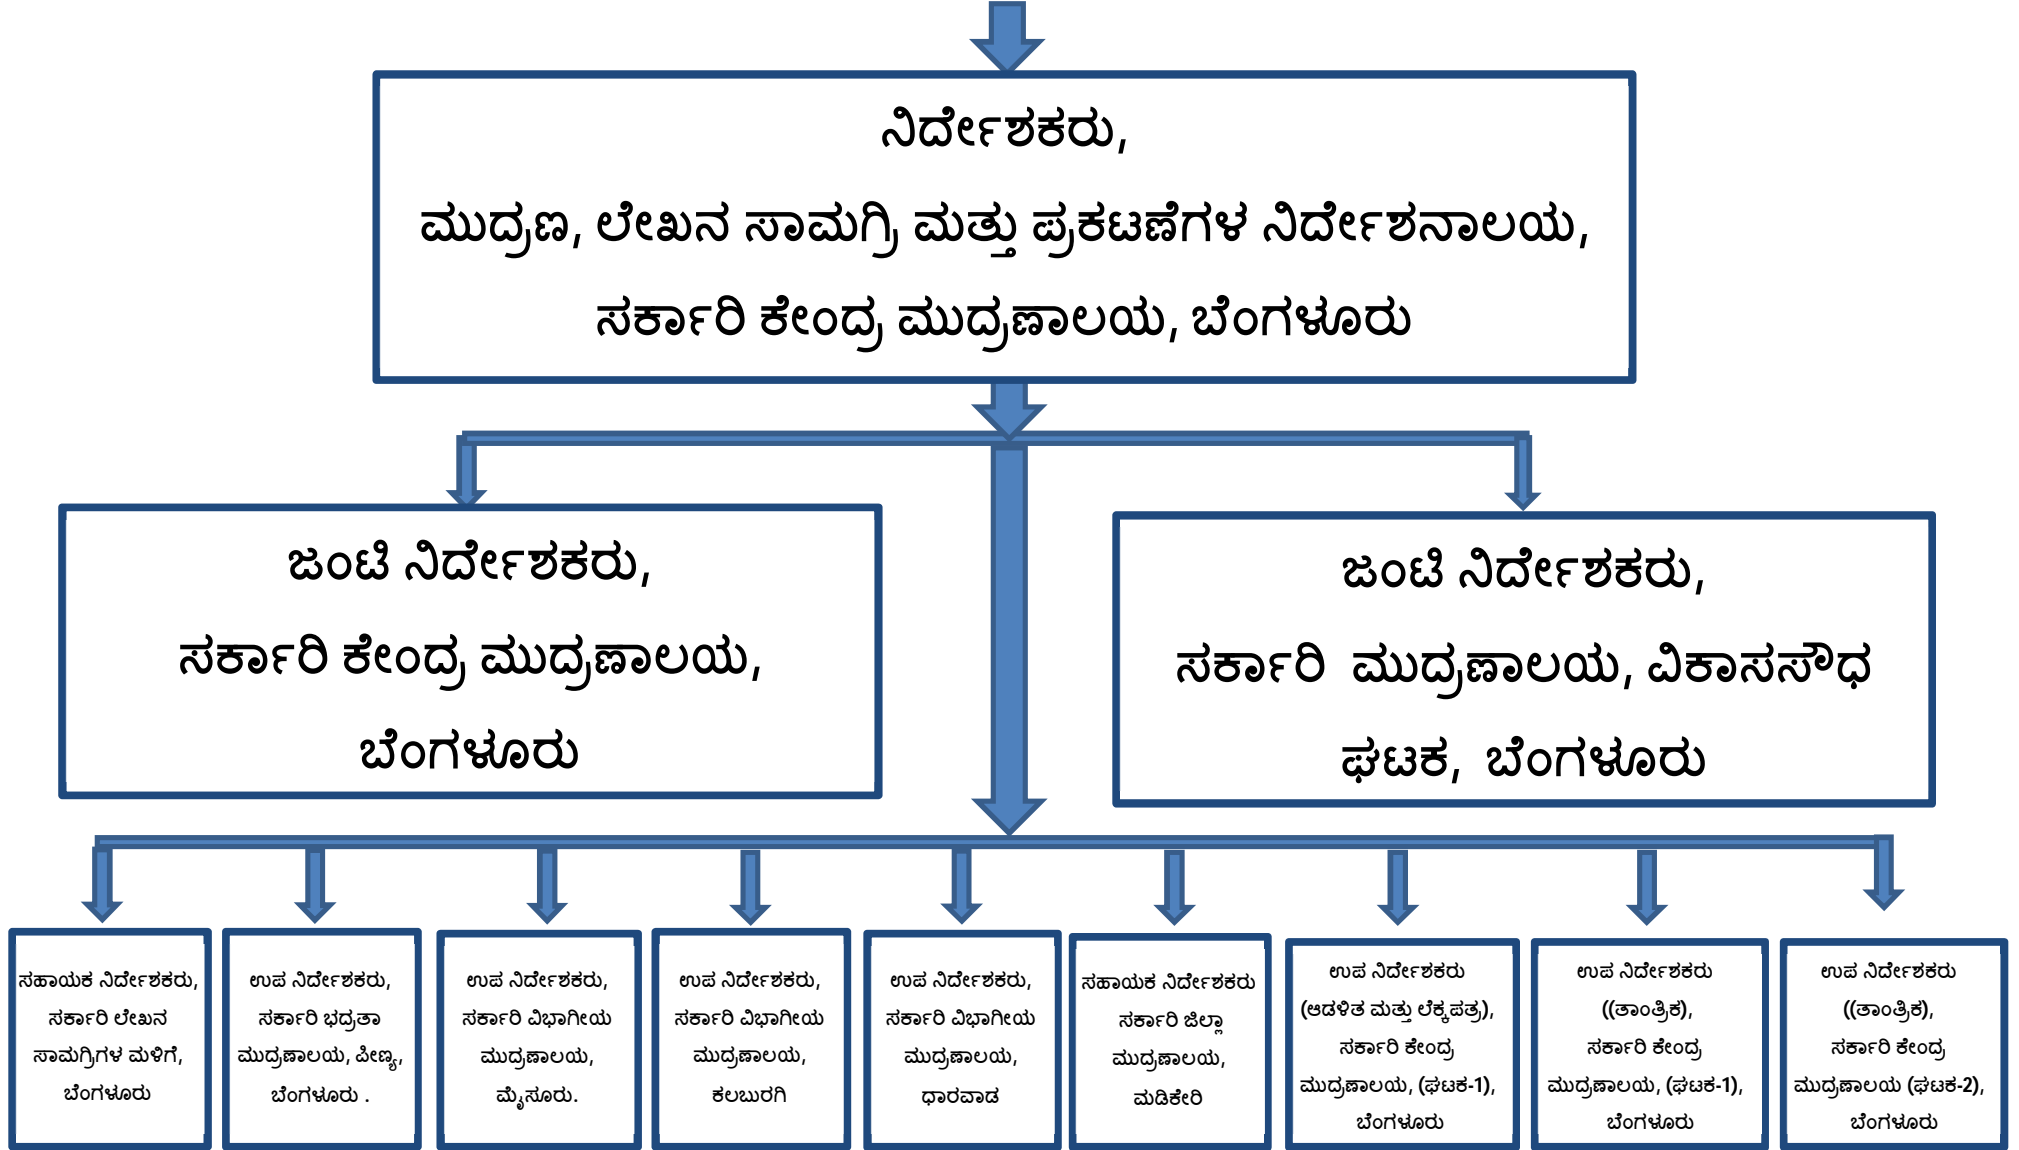 ನಿರ್ದೇಶಕರು,
ಮುದ್ರಣ, ಲೇಖನ ಸಾಮಗ್ರಿ ಮತ್ತು ಪ್ರಕಟಣೆಗಳ ನಿರ್ದೇಶನಾಲಯ,
ಸರ್ಕಾರಿ ಕೇಂದ್ರ ಮುದ್ರಣಾಲಯ, ಬೆಂಗಳೂರು
ಜಂಟಿ ನಿರ್ದೇಶಕರು,
ಸರ್ಕಾರಿ ಕೇಂದ್ರ ಮುದ್ರಣಾಲಯ,
ಬೆಂಗಳೂರು
ಜಂಟಿ ನಿರ್ದೇಶಕರು,
ಸರ್ಕಾರಿ ಮುದ್ರಣಾಲಯ, ವಿಕಾಸಸೌಧ
ಘಟಕ, ಬೆಂಗಳೂರು
ಸಹಾಯಕ ನಿರ್ದೇಶಕರು,
ಸರ್ಕಾರಿ ಲೇಖನ
ಸಾಮಗ್ರಿಗಳ ಮಳಿಗೆ,
ಬೆಂಗಳೂರು
ಉಪ ನಿರ್ದೇಶಕರು,
ಸರ್ಕಾರಿ ಭದ್ರತಾ
ಮುದ್ರಣಾಲಯ, ಪೀಣ್ಯ,
ಬೆಂಗಳೂರು .
ಉಪ ನಿರ್ದೇಶಕರು,
ಸರ್ಕಾರಿ ವಿಭಾಗೀಯ
ಮುದ್ರಣಾಲಯ,
ಮೈಸೂರು.
ಉಪ ನಿರ್ದೇಶಕರು,
ಸರ್ಕಾರಿ ವಿಭಾಗೀಯ
ಮುದ್ರಣಾಲಯ,
ಕಲಬುರಗಿ
ಉಪ ನಿರ್ದೇಶಕರು,
ಸರ್ಕಾರಿ ವಿಭಾಗೀಯ
ಮುದ್ರಣಾಲಯ,
ಧಾರವಾಡ
ಸಹಾಯಕ ನಿರ್ದೇಶಕರು
ಸರ್ಕಾರಿ ಜಿಲ್ಲಾ
ಮುದ್ರಣಾಲಯ,
ಮಡಿಕೇರಿ
ಉಪ ನಿರ್ದೇಶಕರು
(ಆಡಳಿತ ಮತ್ತು ಲೆಕ್ಕಪತ್ರ),
ಸರ್ಕಾರಿ ಕೇಂದ್ರ
ಮುದ್ರಣಾಲಯ, (ಘಟಕ-1),
ಬೆಂಗಳೂರು
ಉಪ ನಿರ್ದೇಶಕರು
((ತಾಂತ್ರಿಕ),
ಸರ್ಕಾರಿ ಕೇಂದ್ರ
ಮುದ್ರಣಾಲಯ, (ಘಟಕ-1),
ಬೆಂಗಳೂರು
ಉಪ ನಿರ್ದೇಶಕರು
((ತಾಂತ್ರಿಕ),
ಸರ್ಕಾರಿ ಕೇಂದ್ರ
ಮುದ್ರಣಾಲಯ (ಘಟಕ-2),
ಬೆಂಗಳೂರು